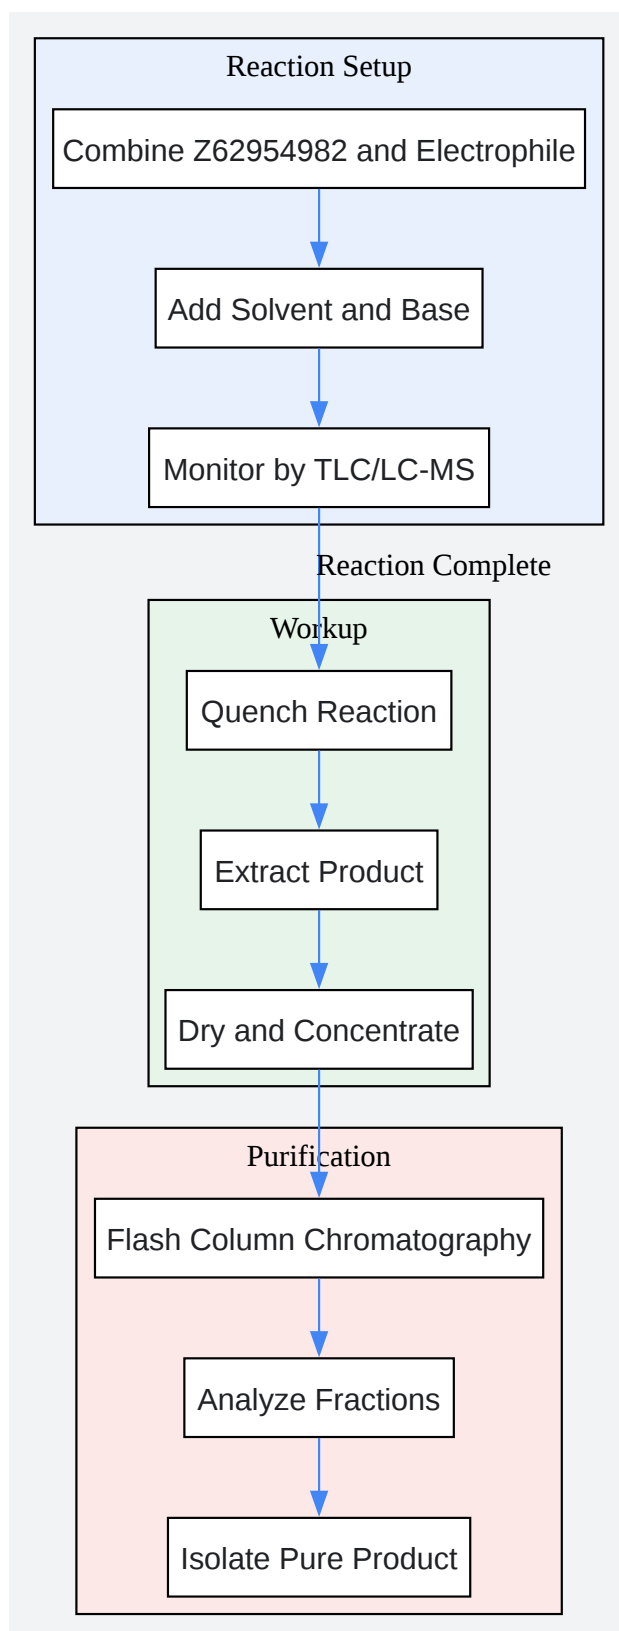 Reaction Setup
Combine Z62954982 and Electrophile
Add Solvent and Base
Monitor by TLC/LC-MS
Reaction Complete
Workup
Quench Reaction
Extract Product
Dry and Concentrate
Purification
Flash Column Chromatography
Analyze Fractions
Isolate Pure Product